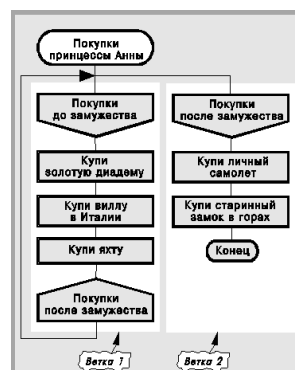 Покупки
принцессы Анны
Покупки
до замужества
Купи
золотую диадему
Купи виллу
в Италии
Купи яхту
Покупки
после замужества
Ветка 1
Покупки
после замужества
Купи личный
самолет
Купи старинный
замок в горах
Конец
Ветка 2